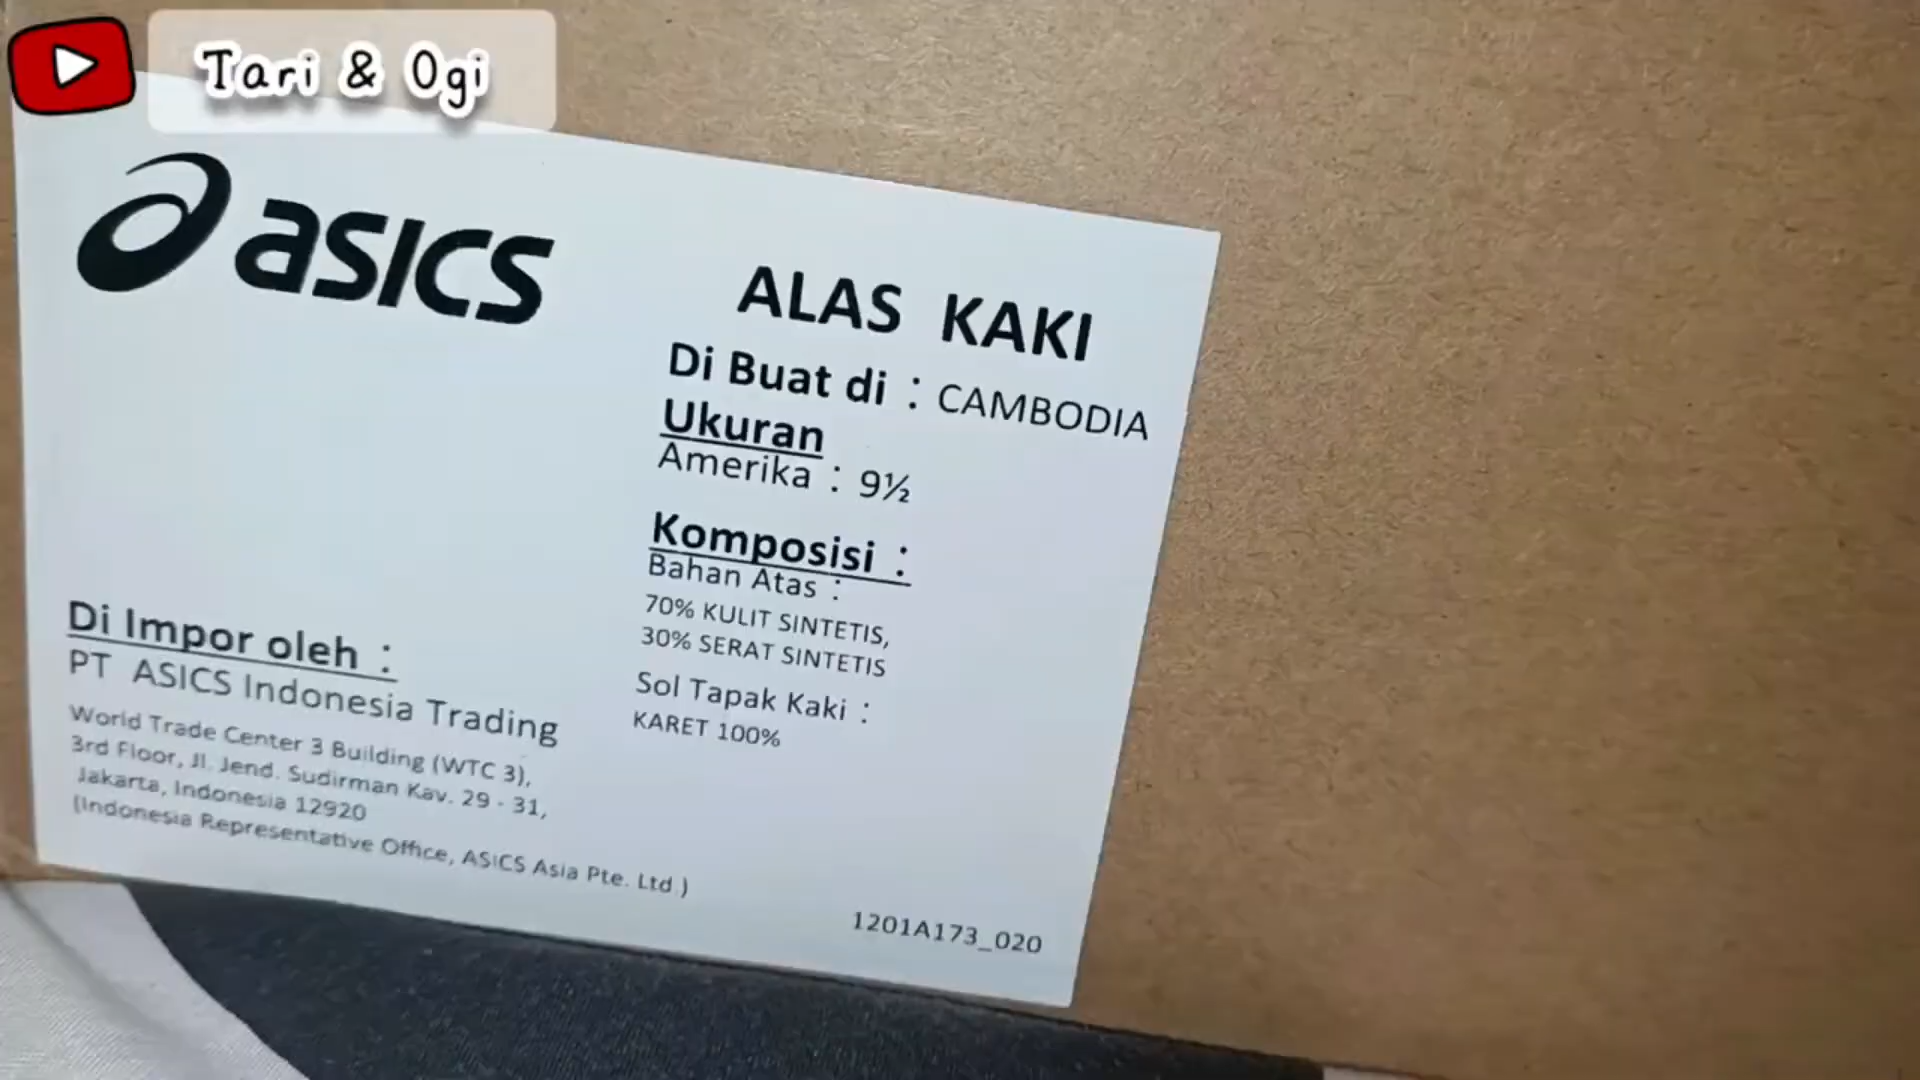 Tari & Ogi
asics
ALAS KAKI
Di Buat di : CAMBODIA
Ukuran
Amerika : 9½
Komposisi :
Bahan Atas :
70% KULIT SINTETIS,
30% SERAT SINTETIS
Sol Tapak Kaki :
KARET 100%
Di Impor oleh :
PT ASICS Indonesia Trading
World Trade Center 3 Building (WTC 3),
3rd Floor, Jl. Jend. Sudirman Kav. 29 - 31,
Jakarta, Indonesia 12920
(Indonesia Representative Office, ASICS Asia Pte. Ltd.)
1201A173_020